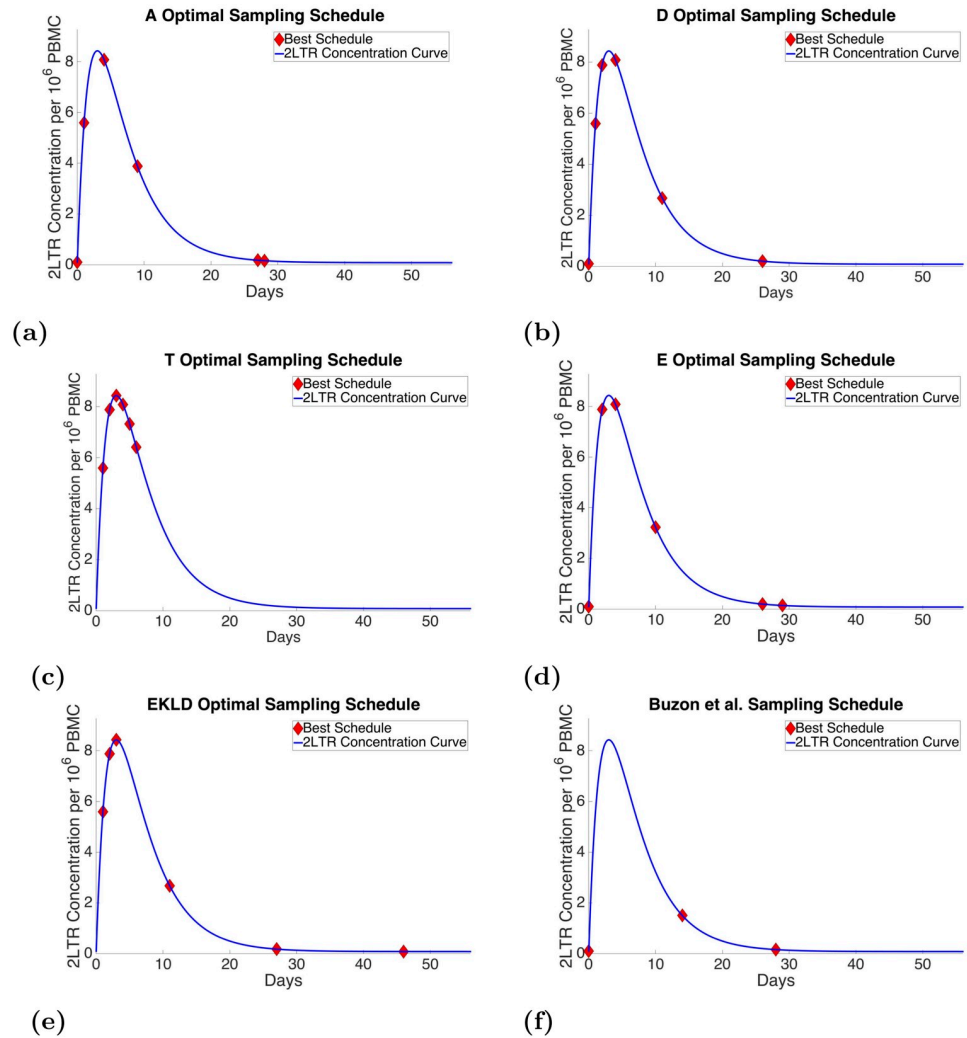 A Optimal Sampling Schedule
2LTR Concentration per 10^6 PBMC
8
6
4
2
0
Best Schedule
2LTR Concentration Curve
0 10 20 30 40 50
Days
(a)
D Optimal Sampling Schedule
2LTR Concentration per 10^6 PBMC
8
6
4
2
0
Best Schedule
2LTR Concentration Curve
0 10 20 30 40 50
Days
(b)
T Optimal Sampling Schedule
2LTR Concentration per 10^6 PBMC
8
6
4
2
0
Best Schedule
2LTR Concentration Curve
0 10 20 30 40 50
Days
(c)
E Optimal Sampling Schedule
2LTR Concentration per 10^6 PBMC
8
6
4
2
0
Best Schedule
2LTR Concentration Curve
0 10 20 30 40 50
Days
(d)
EKLD Optimal Sampling Schedule
2LTR Concentration per 10^6 PBMC
8
6
4
2
0
Best Schedule
2LTR Concentration Curve
0 10 20 30 40 50
Days
(e)
Buzon et al. Sampling Schedule
2LTR Concentration per 10^6 PBMC
8
6
4
2
0
Best Schedule
2LTR Concentration Curve
0 10 20 30 40 50
Days
(f)